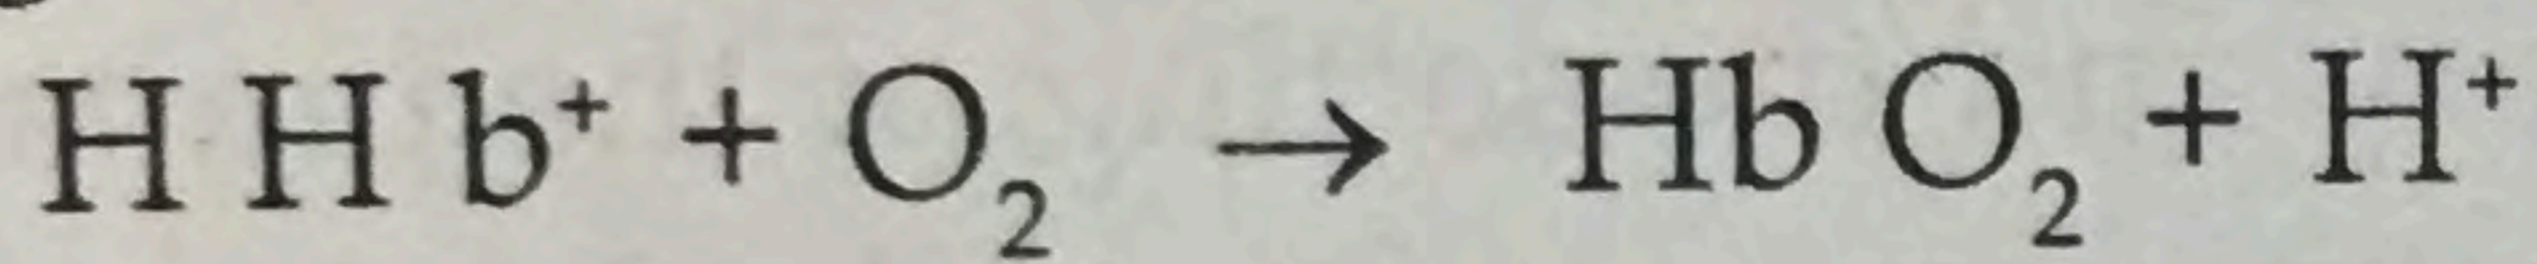 H H b⁺ + O₂ → Hb O₂ + H⁺